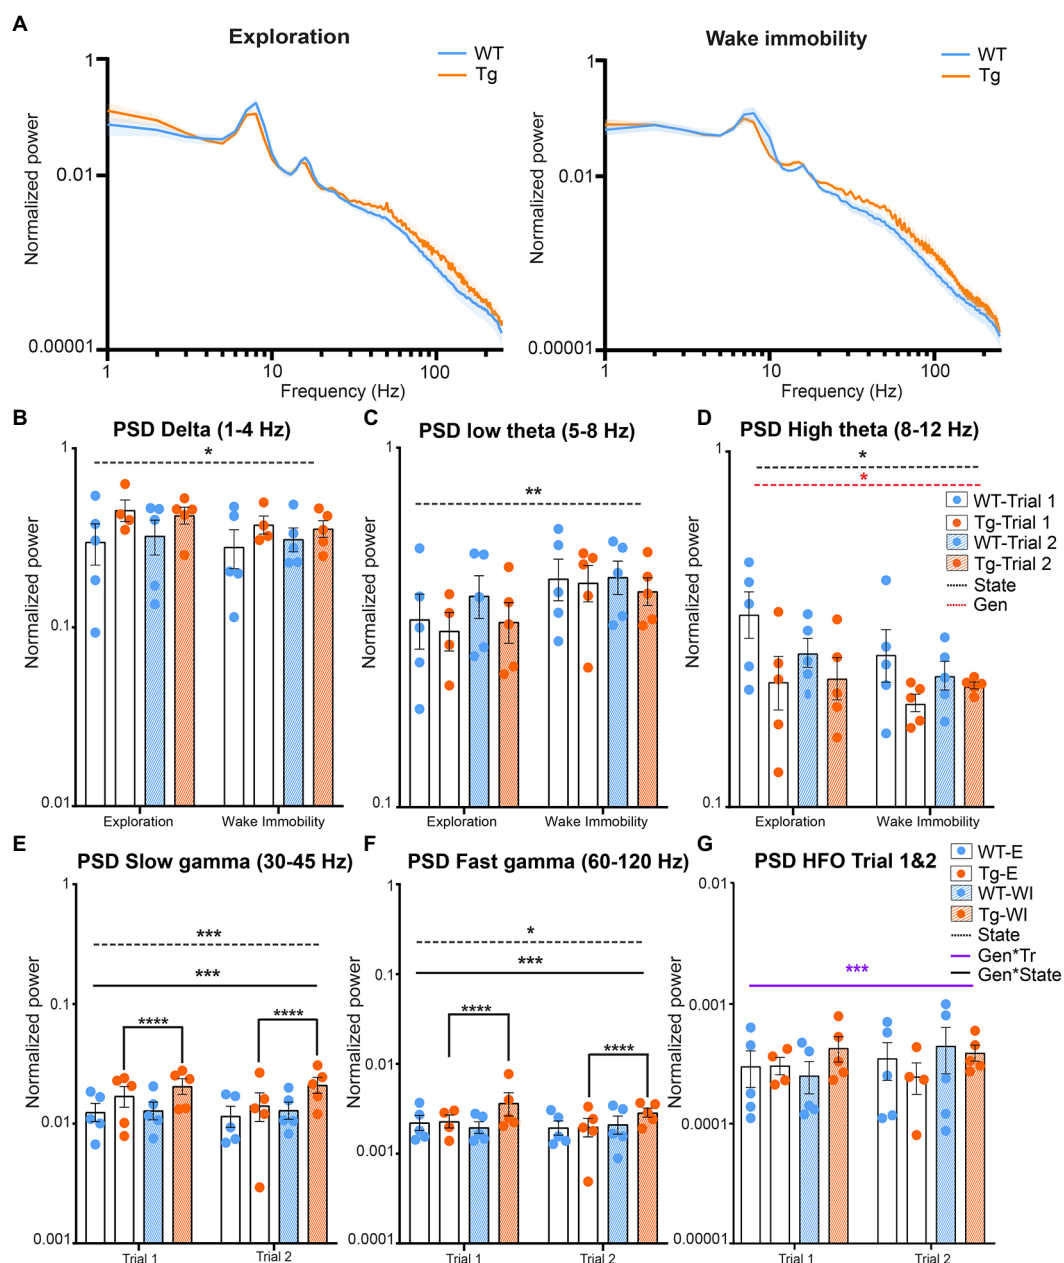 A
Exploration
WT
Tg
1
0.01
0.00001
Normalized power
1
10
100
Frequency (Hz)
Wake immobility
WT
Tg
1
0.01
0.00001
Normalized power
1
10
100
Frequency (Hz)
B
PSD Delta (1-4 Hz)
*
1
0.1
0.01
Normalized power
Exploration
Wake Immobility
C
PSD low theta (5-8 Hz)
**
1
0.1
Normalized power
Exploration
Wake Immobility
D
PSD High theta (8-12 Hz)
*
*
1
0.1
Normalized power
Exploration
Wake Immobility
WT-Trial 1
Tg-Trial 1
WT-Trial 2
Tg-Trial 2
State
Gen
E
PSD Slow gamma (30-45 Hz)
***
***
****
****
1
0.1
0.01
0.001
Normalized power
Trial 1
Trial 2
F
PSD Fast gamma (60-120 Hz)
*
***
****
****
1
0.1
0.01
0.001
0.0001
Normalized power
Trial 1
Trial 2
G
PSD HFO Trial 1&2
***
0.01
0.001
0.0001
0.00001
Normalized power
Trial 1
Trial 2
WT-E
Tg-E
WT-WI
Tg-WI
State
Gen*Tr
Gen*State